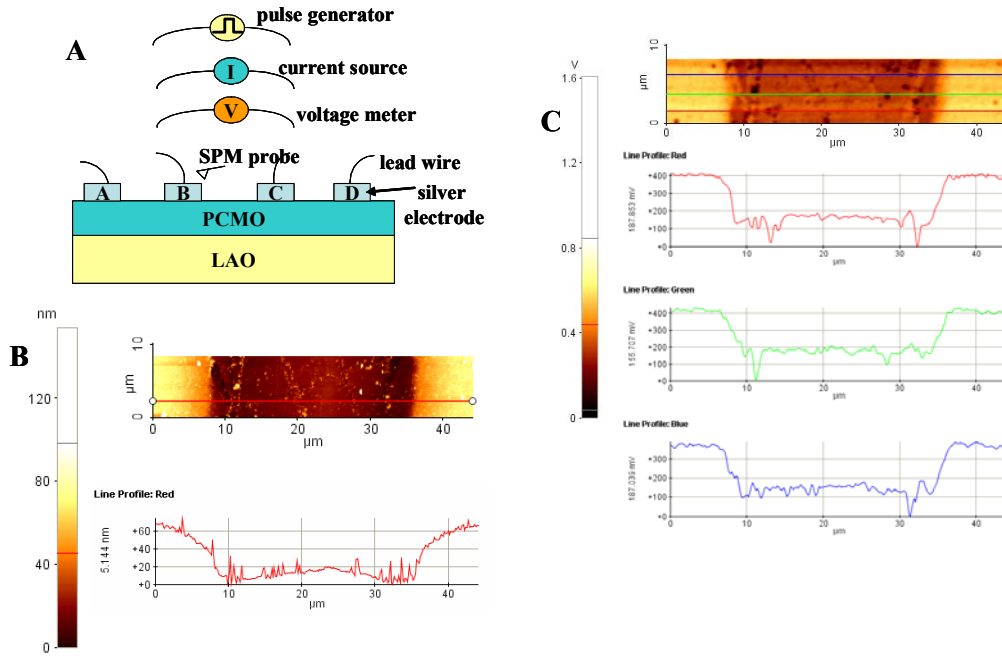 A
pulse generator
I
current source
V
voltage meter
SPM probe
lead wire
A
B
C
D
silver
electrode
PCMO
LAO
B
nm
120
80
40
0
µm
10
0
0
10
20
30
40
µm
Line Profile: Red
5.144 nm
+60
+40
+20
+0
0
10
20
30
40
µm
C
V
1.6
1.2
0.8
0.4
0
µm
10
0
0
10
20
30
40
µm
Line Profile: Red
187.853 mV
+400
+300
+200
+100
+0
0
10
20
30
40
µm
Line Profile: Green
155.707 mV
+400
+300
+200
+100
+0
0
10
20
30
40
µm
Line Profile: Blue
187.039 mV
+300
+200
+100
+0
0
10
20
30
40
µm